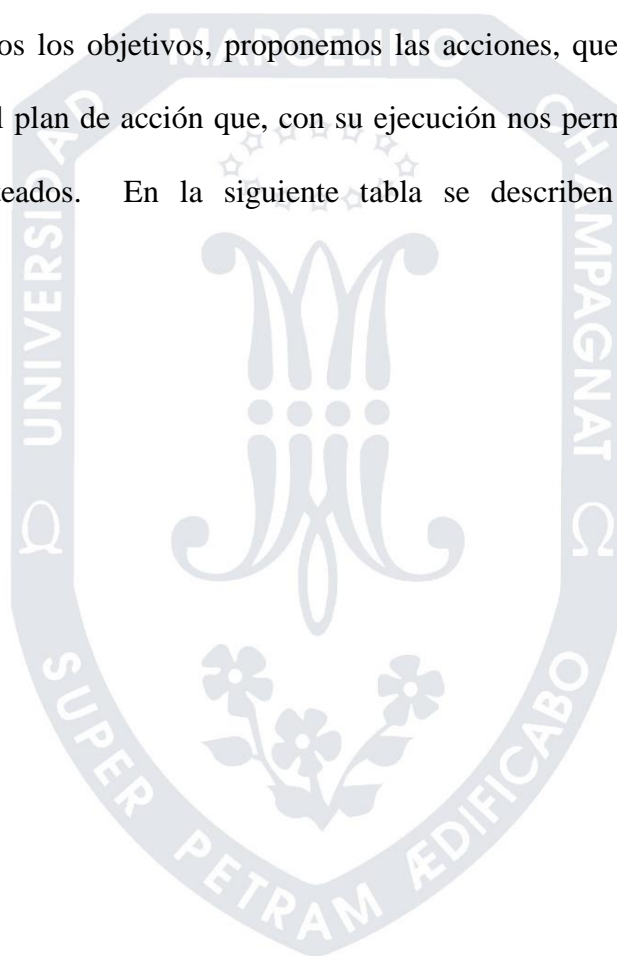 os los objetivos, proponemos las acciones, que
l plan de acción que, con su ejecución nos perm
eados. En la siguiente tabla se describen
UNIVERSIDAD MARCELINO CHAMPAGNAT
Ω Ω
SUPER PETRAM ÆDIFICABO